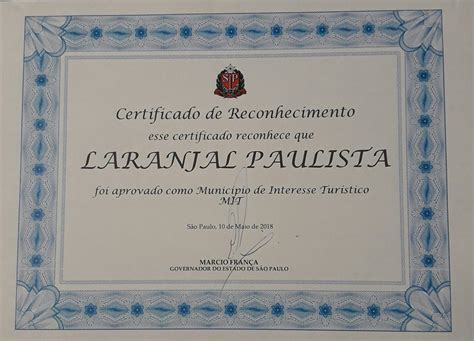 SP
Certificado de Reconhecimento
esse certificado reconhece que
LARANJAL PAULISTA
foi aprovado como Município de Interesse Turístico
MIT
São Paulo, 10 de Maio de 2018
MARCIO FRANÇA
GOVERNADOR DO ESTADO DE SÃO PAULO